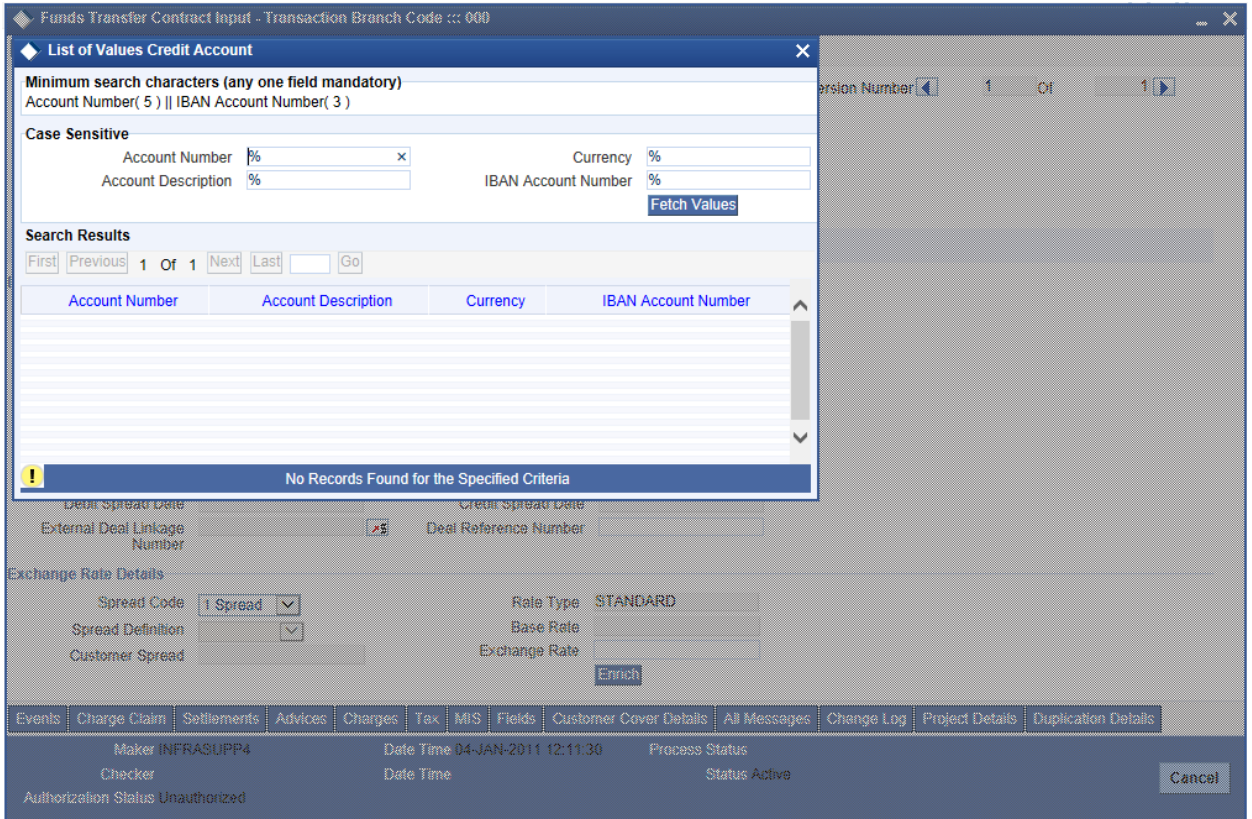 Funds Transfer Contract Input - Transaction Branch Code ::: 000
List of Values Credit Account
Minimum search characters (any one field mandatory)
Account Number( 5 ) || IBAN Account Number( 3 )
ersion Number 1 Of 1
Case Sensitive
Account Number % Currency %
Account Description % IBAN Account Number %
Fetch Values
Search Results
First Previous 1 Of 1 Next Last Go
Account Number Account Description Currency IBAN Account Number
! No Records Found for the Specified Criteria
Debit Spread Date Credit Spread Date
External Deal Linkage Deal Reference Number
Number
Exchange Rate Details
Spread Code 1 Spread Rate Type STANDARD
Spread Definition Base Rate
Customer Spread Exchange Rate
Enrich
Events Charge Claim Settlements Advices Charges Tax MIS Fields Customer Cover Details All Messages Change Log Project Details Duplication Details
Maker INFRASUPP4 Date Time 04-JAN-2011 12:11:30 Process Status
Checker Date Time Status Active
Cancel
Authorization Status Unauthorized